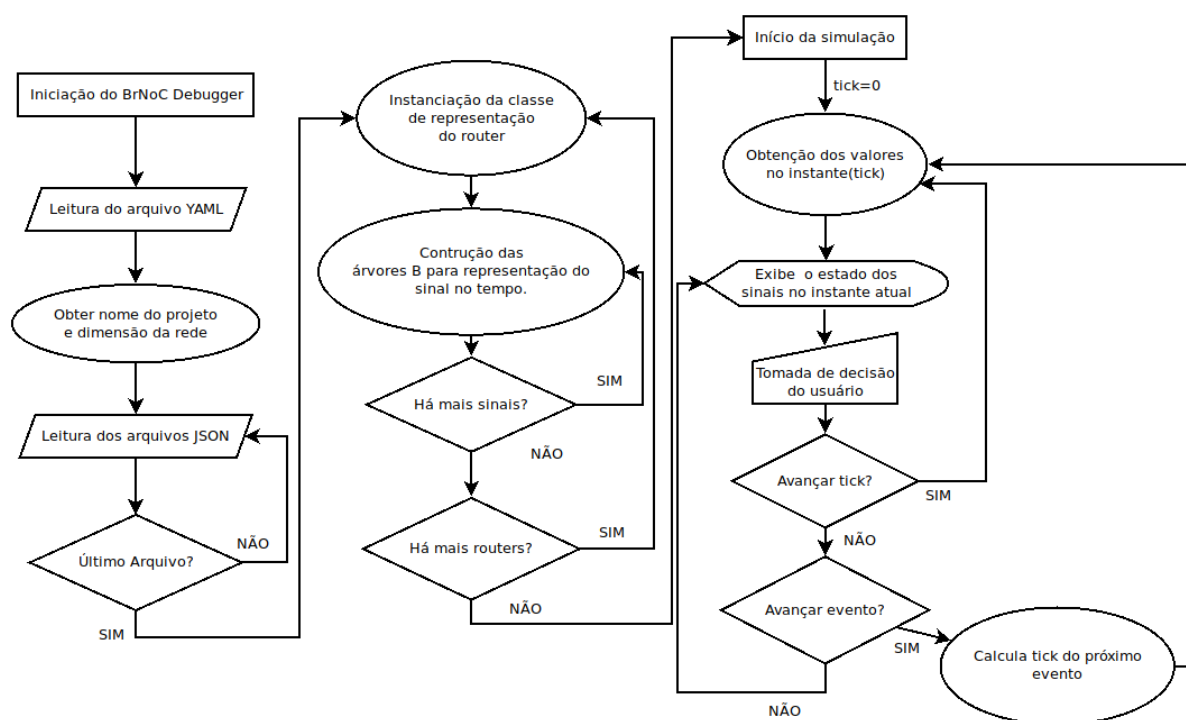 Iniciação do BrNoC Debugger
Leitura do arquivo YAML
Obter nome do projeto
e dimensão da rede
Leitura dos arquivos JSON
NÃO
Último Arquivo?
SIM
Instanciação da classe
de representação
do router
Contrução das
árvores B para representação do
sinal no tempo.
SIM
Há mais sinais?
NÃO
SIM
Há mais routers?
NÃO
Início da simulação
tick=0
Obtenção dos valores
no instante(tick)
Exibe o estado dos
sinais no instante atual
Tomada de decisão
do usuário
Avançar tick?
SIM
NÃO
Avançar evento?
SIM
NÃO
Calcula tick do próximo
evento